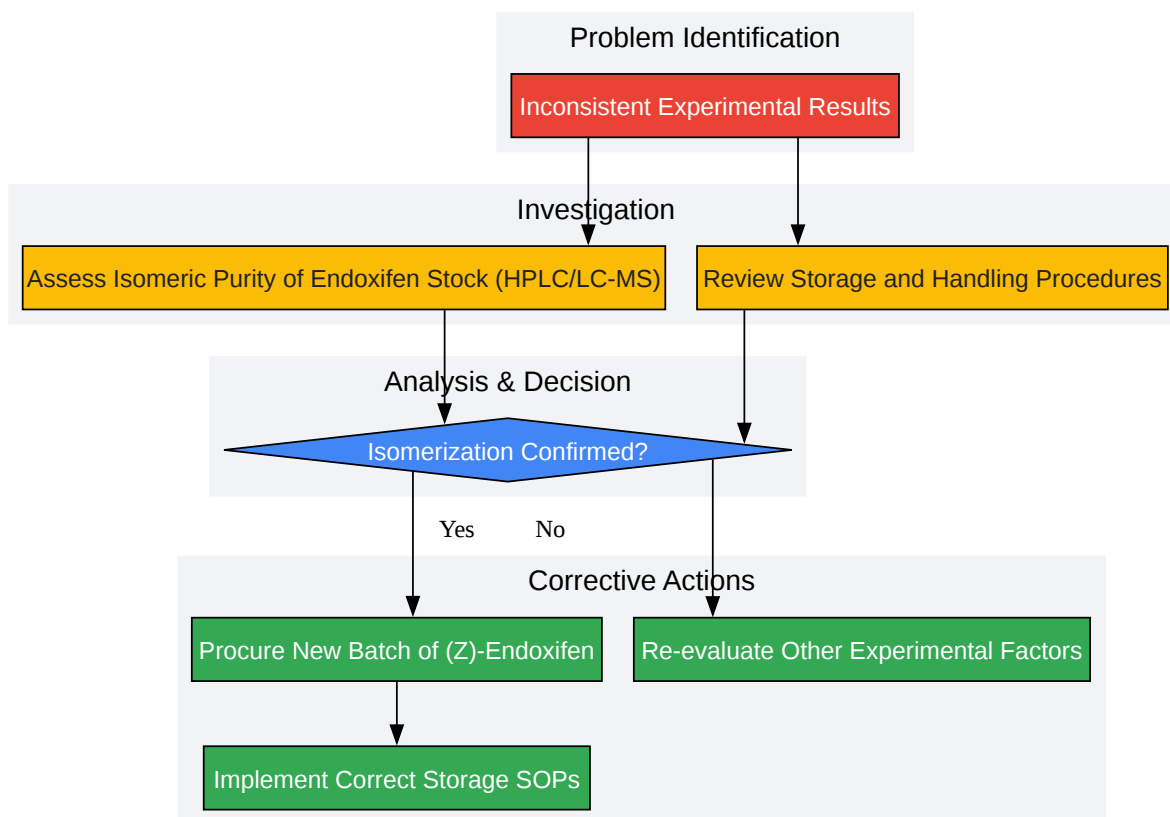 Problem Identification
Inconsistent Experimental Results
Investigation
Assess Isomeric Purity of Endoxifen Stock (HPLC/LC-MS)
Review Storage and Handling Procedures
Analysis & Decision
Isomerization Confirmed?
Yes
No
Corrective Actions
Procure New Batch of (Z)-Endoxifen
Re-evaluate Other Experimental Factors
Implement Correct Storage SOPs